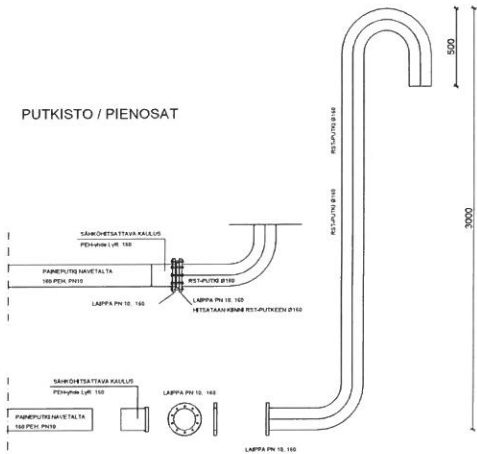 500
PUTKISTO / PIENOSAT
RST-PUTKI Ø160
RST-PUTKI Ø160
3000
SÄHKÖHITSATTAVA KAULUS
PEH-yhde Lyh. 160
PAINEPUTKI NAVETALTA
160 PEH. PN10
RST-PUTKI Ø160
LAIPPA PN 10, 160
LAIPPA PN 10, 160
HITSATAAN KIINNI RST-PUTKEEN Ø160
SÄHKÖHITSATTAVA KAULUS
PEH-yhde Lyh. 160
LAIPPA PN 10, 160
PAINEPUTKI NAVETALTA
160 PEH. PN10
LAIPPA PN 10, 160